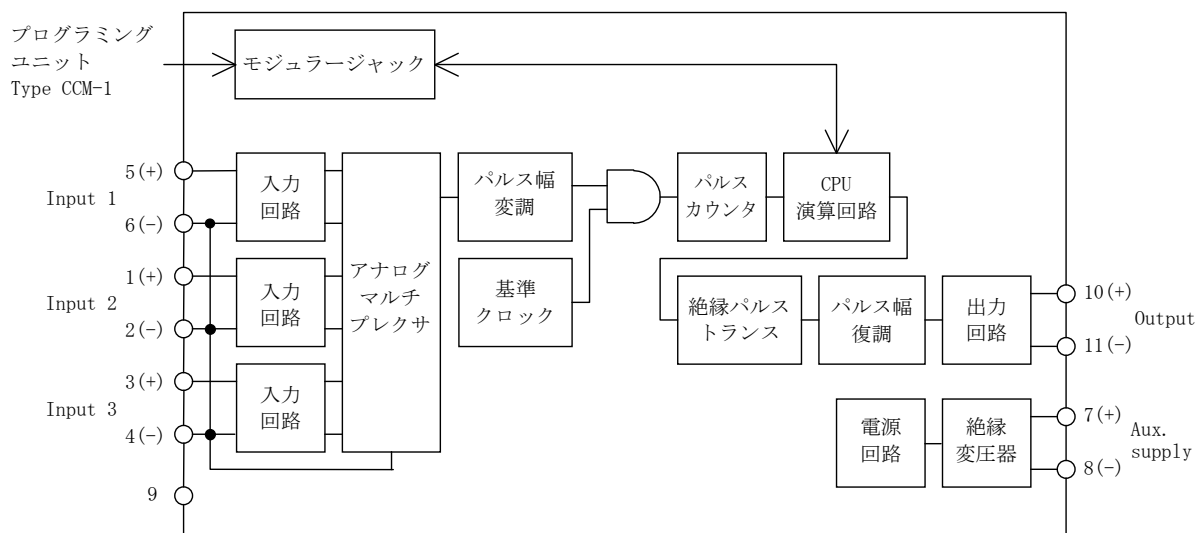 プログラミング
ユニット
Type CCM-1
モジュラージャック
Input 1
5(+)
6(-)
入力
回路
Input 2
1(+)
2(-)
入力
回路
Input 3
3(+)
4(-)
入力
回路
9
アナログ
マルチ
プレクサ
パルス幅
変調
基準
クロック
パルス
カウンタ
CPU
演算回路
絶縁パルス
トランス
パルス幅
復調
出力
回路
10(+)
11(-)
Output
電源
回路
絶縁
変圧器
7(+)
8(-)
Aux.
supply